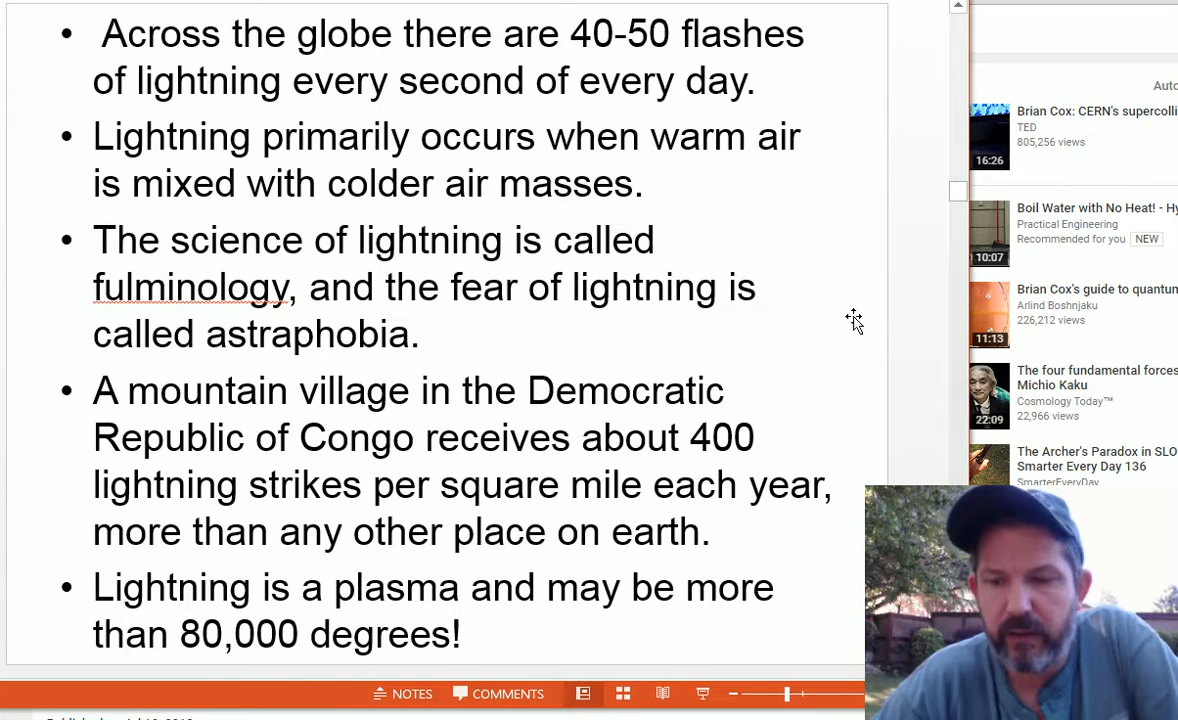 • Across the globe there are 40-50 flashes
of lightning every second of every day.
• Lightning primarily occurs when warm air
is mixed with colder air masses.
• The science of lightning is called
fulminology, and the fear of lightning is
called astraphobia.
• A mountain village in the Democratic
Republic of Congo receives about 400
lightning strikes per square mile each year,
more than any other place on earth.
• Lightning is a plasma and may be more
than 80,000 degrees!
NOTES COMMENTS
Auto
Brian Cox: CERN's supercolli
TED
805,256 views
16:26
Boil Water with No Heat! - Hy
Practical Engineering
Recommended for you NEW
10:07
Brian Cox's guide to quantun
Arlind Boshnjaku
226,212 views
11:13
The four fundamental forces
Michio Kaku
Cosmology Today™
22,966 views
22:09
The Archer's Paradox in SLO
Smarter Every Day 136
SmarterEveryDay